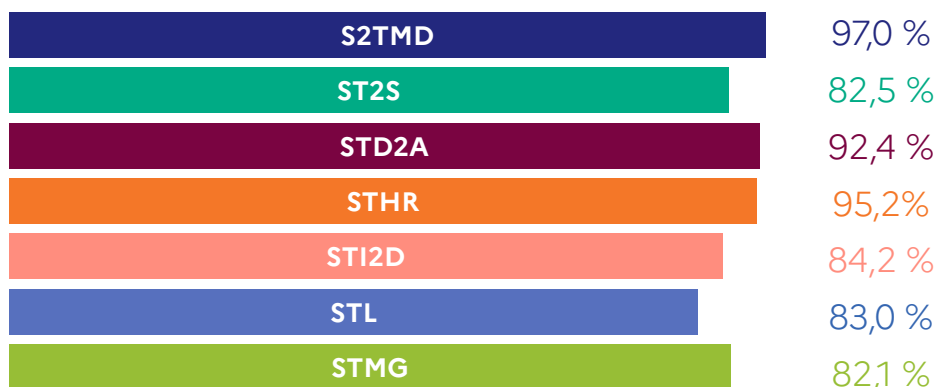 S2TMD 97,0 %
ST2S 82,5 %
STD2A 92,4 %
STHR 95,2%
STI2D 84,2 %
STL 83,0 %
STMG 82,1 %